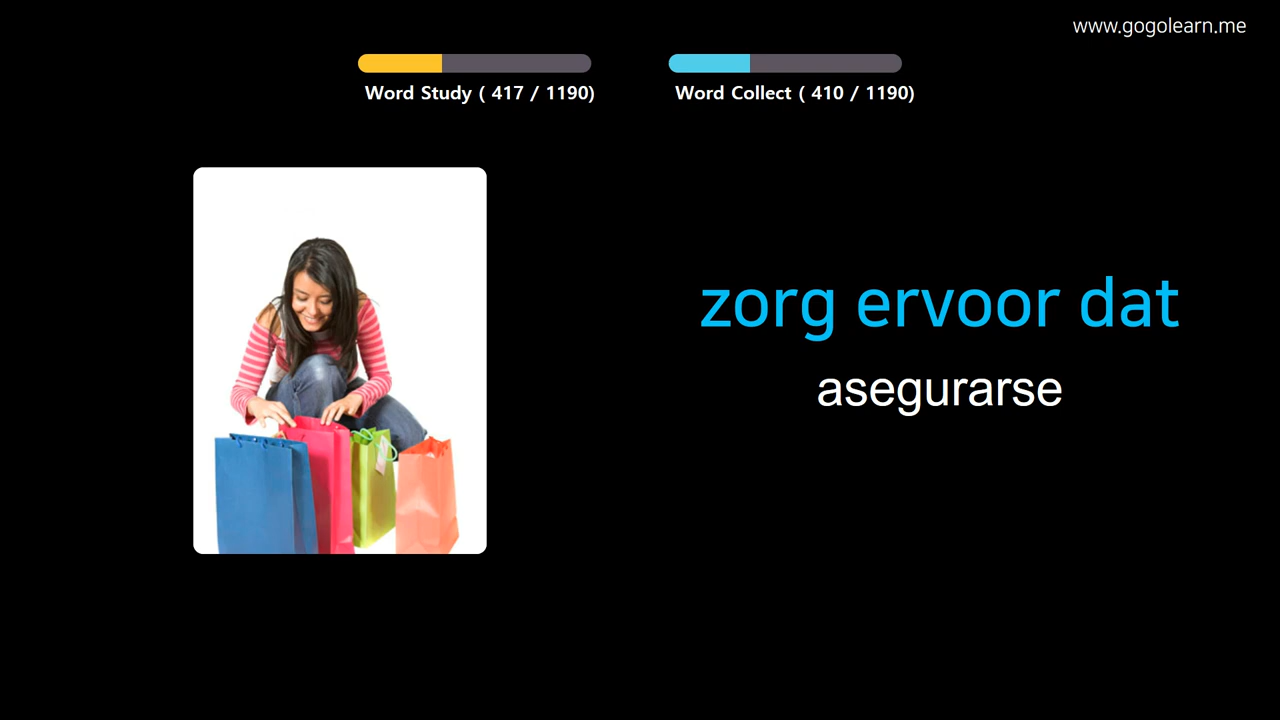 www.gogolearn.me
Word Study ( 417 / 1190)
Word Collect ( 410 / 1190)
zorg ervoor dat
asegurarse